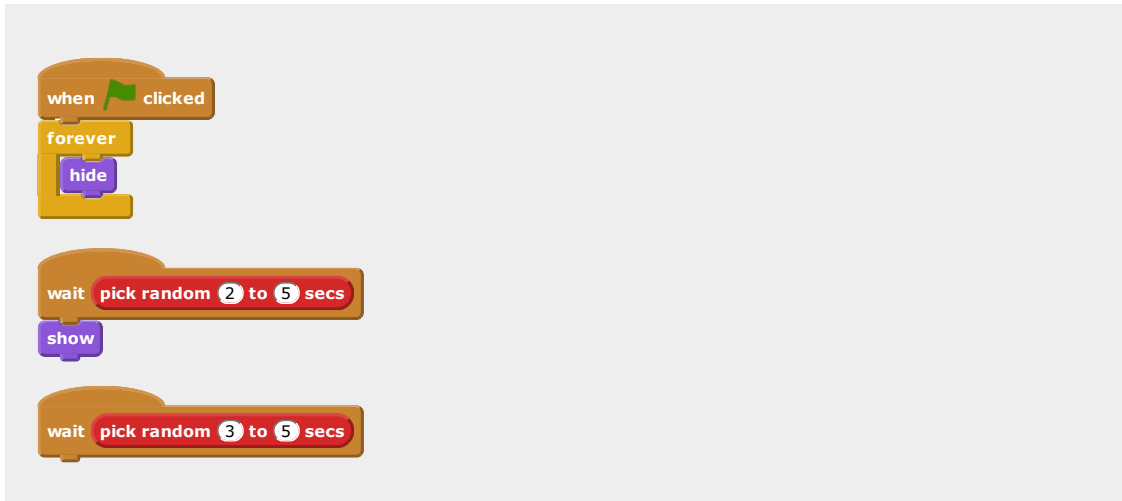 when clicked
forever
hide
wait pick random 2 to 5 secs
show
wait pick random 3 to 5 secs